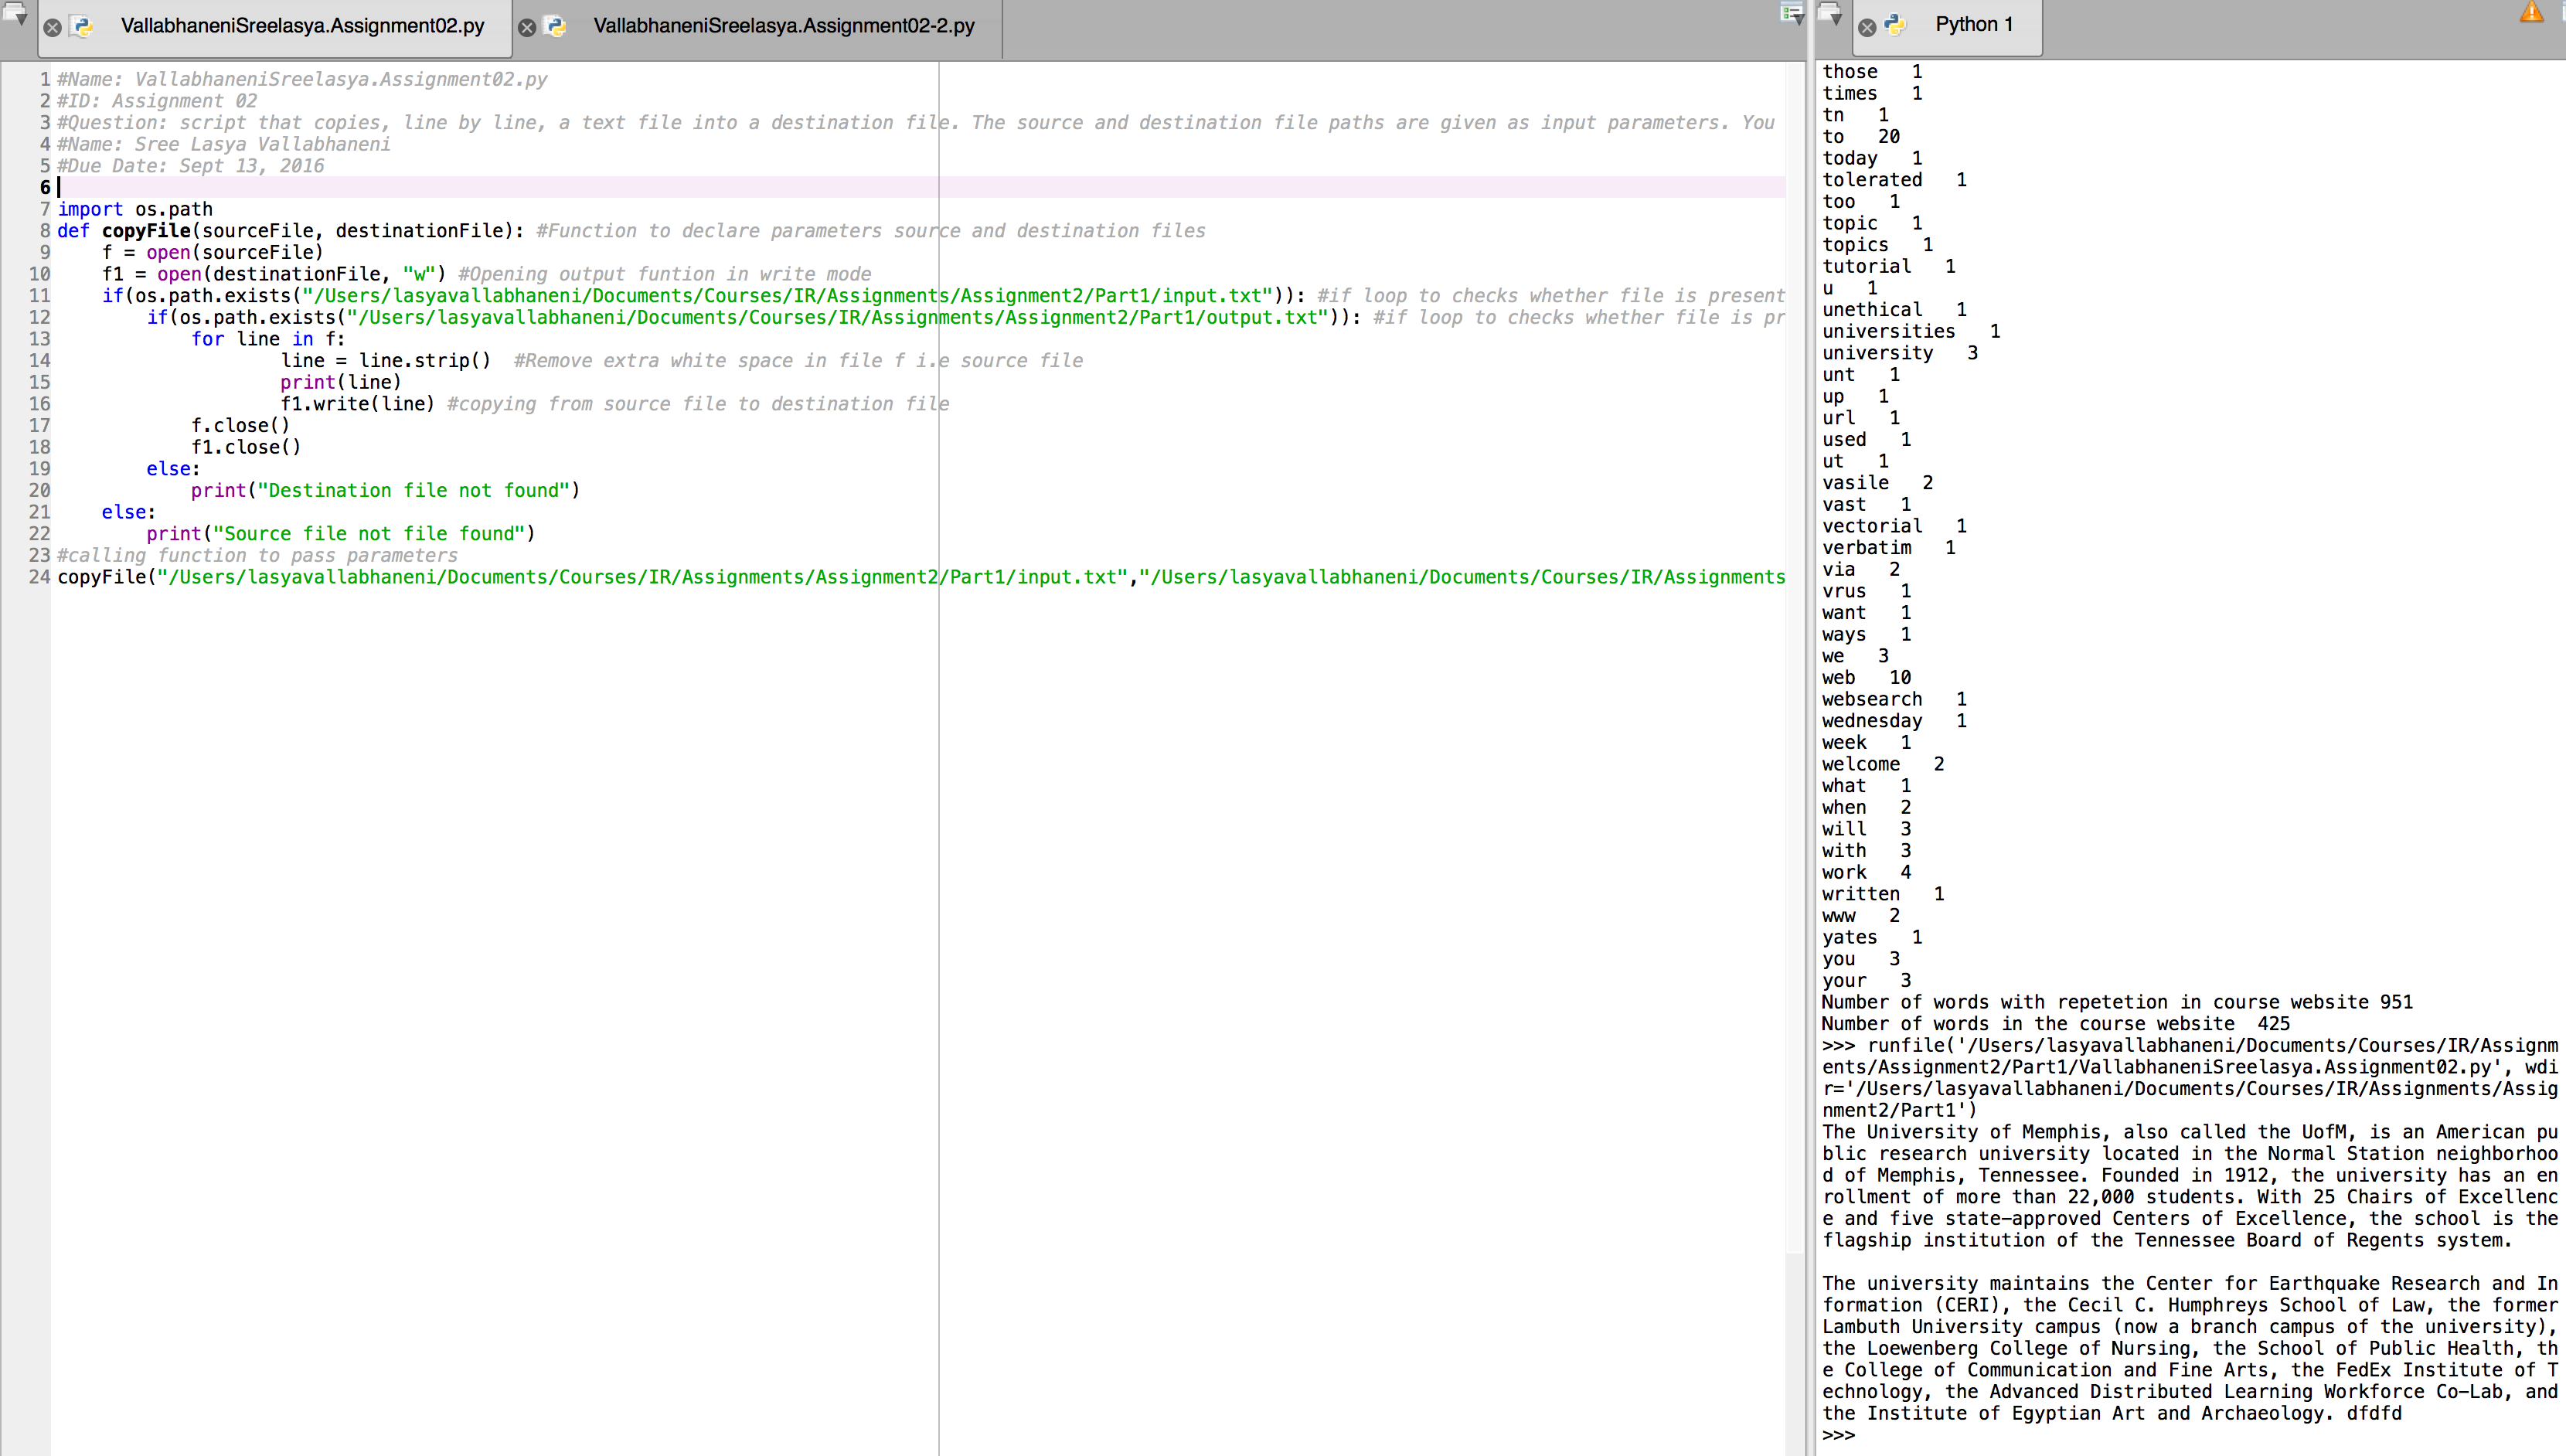 VallabhaneniSreelasya.Assignment02.py
VallabhaneniSreelasya.Assignment02-2.py
1 #Name: VallabhaneniSreelasya.Assignment02.py
2 #ID: Assignment 02
3 #Question: script that copies, line by line, a text file into a destination file. The source and destination file paths are given as input parameters. You
4 #Name: Sree Lasya Vallabhaneni
5 #Due Date: Sept 13, 2016
6
7 import os.path
8 def copyFile(sourceFile, destinationFile): #Function to declare parameters source and destination files
9     f = open(sourceFile)
10     f1 = open(destinationFile, "w") #Opening output funtion in write mode
11     if(os.path.exists("/Users/lasyavallabhaneni/Documents/Courses/IR/Assignments/Assignment2/Part1/input.txt")): #if loop to checks whether file is present
12         if(os.path.exists("/Users/lasyavallabhaneni/Documents/Courses/IR/Assignments/Assignment2/Part1/output.txt")): #if loop to checks whether file is pr
13             for line in f:
14                     line = line.strip()  #Remove extra white space in file f i.e source file
15                     print(line)
16                     f1.write(line) #copying from source file to destination file
17             f.close()
18             f1.close()
19         else:
20             print("Destination file not found")
21     else:
22         print("Source file not file found")
23 #calling function to pass parameters
24 copyFile("/Users/lasyavallabhaneni/Documents/Courses/IR/Assignments/Assignment2/Part1/input.txt","/Users/lasyavallabhaneni/Documents/Courses/IR/Assignments
Python 1
those   1
times   1
tn   1
to   20
today   1
tolerated   1
too   1
topic   1
topics   1
tutorial   1
u   1
unethical   1
universities   1
university   3
unt   1
up   1
url   1
used   1
ut   1
vasile   2
vast   1
vectorial   1
verbatim   1
via   2
vrus   1
want   1
ways   1
we   3
web   10
websearch   1
wednesday   1
week   1
welcome   2
what   1
when   2
will   3
with   3
work   4
written   1
www   2
yates   1
you   3
your   3
Number of words with repetetion in course website 951
Number of words in the course website  425
>>> runfile('/Users/lasyavallabhaneni/Documents/Courses/IR/Assignm
ents/Assignment2/Part1/VallabhaneniSreelasya.Assignment02.py', wdi
r='/Users/lasyavallabhaneni/Documents/Courses/IR/Assignments/Assig
nment2/Part1')
The University of Memphis, also called the UofM, is an American pu
blic research university located in the Normal Station neighborhoo
d of Memphis, Tennessee. Founded in 1912, the university has an en
rollment of more than 22,000 students. With 25 Chairs of Excellenc
e and five state-approved Centers of Excellence, the school is the
flagship institution of the Tennessee Board of Regents system.

The university maintains the Center for Earthquake Research and In
formation (CERI), the Cecil C. Humphreys School of Law, the former
Lambuth University campus (now a branch campus of the university),
the Loewenberg College of Nursing, the School of Public Health, th
e College of Communication and Fine Arts, the FedEx Institute of T
echnology, the Advanced Distributed Learning Workforce Co-Lab, and
the Institute of Egyptian Art and Archaeology. dfdfd
>>>